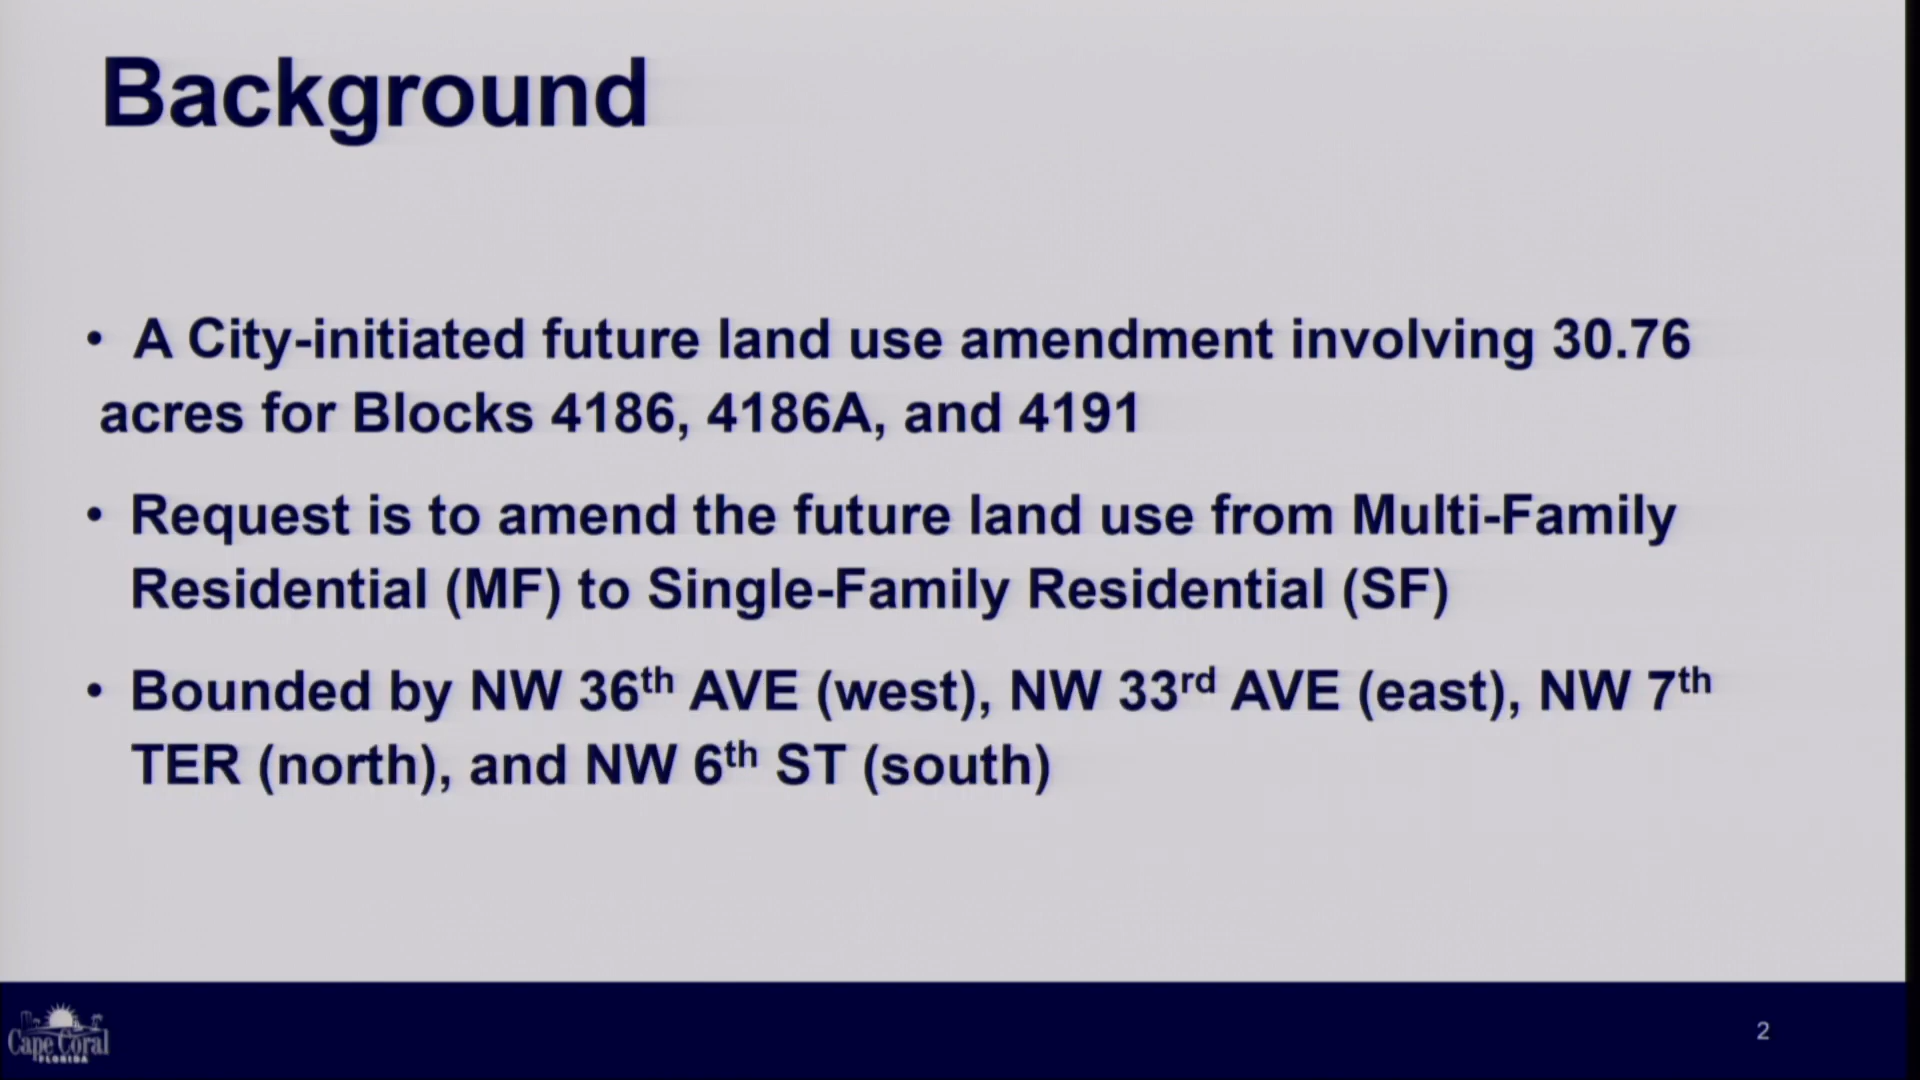 Background
• A City-initiated future land use amendment involving 30.76
acres for Blocks 4186, 4186A, and 4191
• Request is to amend the future land use from Multi-Family
Residential (MF) to Single-Family Residential (SF)
• Bounded by NW 36th AVE (west), NW 33rd AVE (east), NW 7th
TER (north), and NW 6th ST (south)
Cape Coral
FLORIDA
2